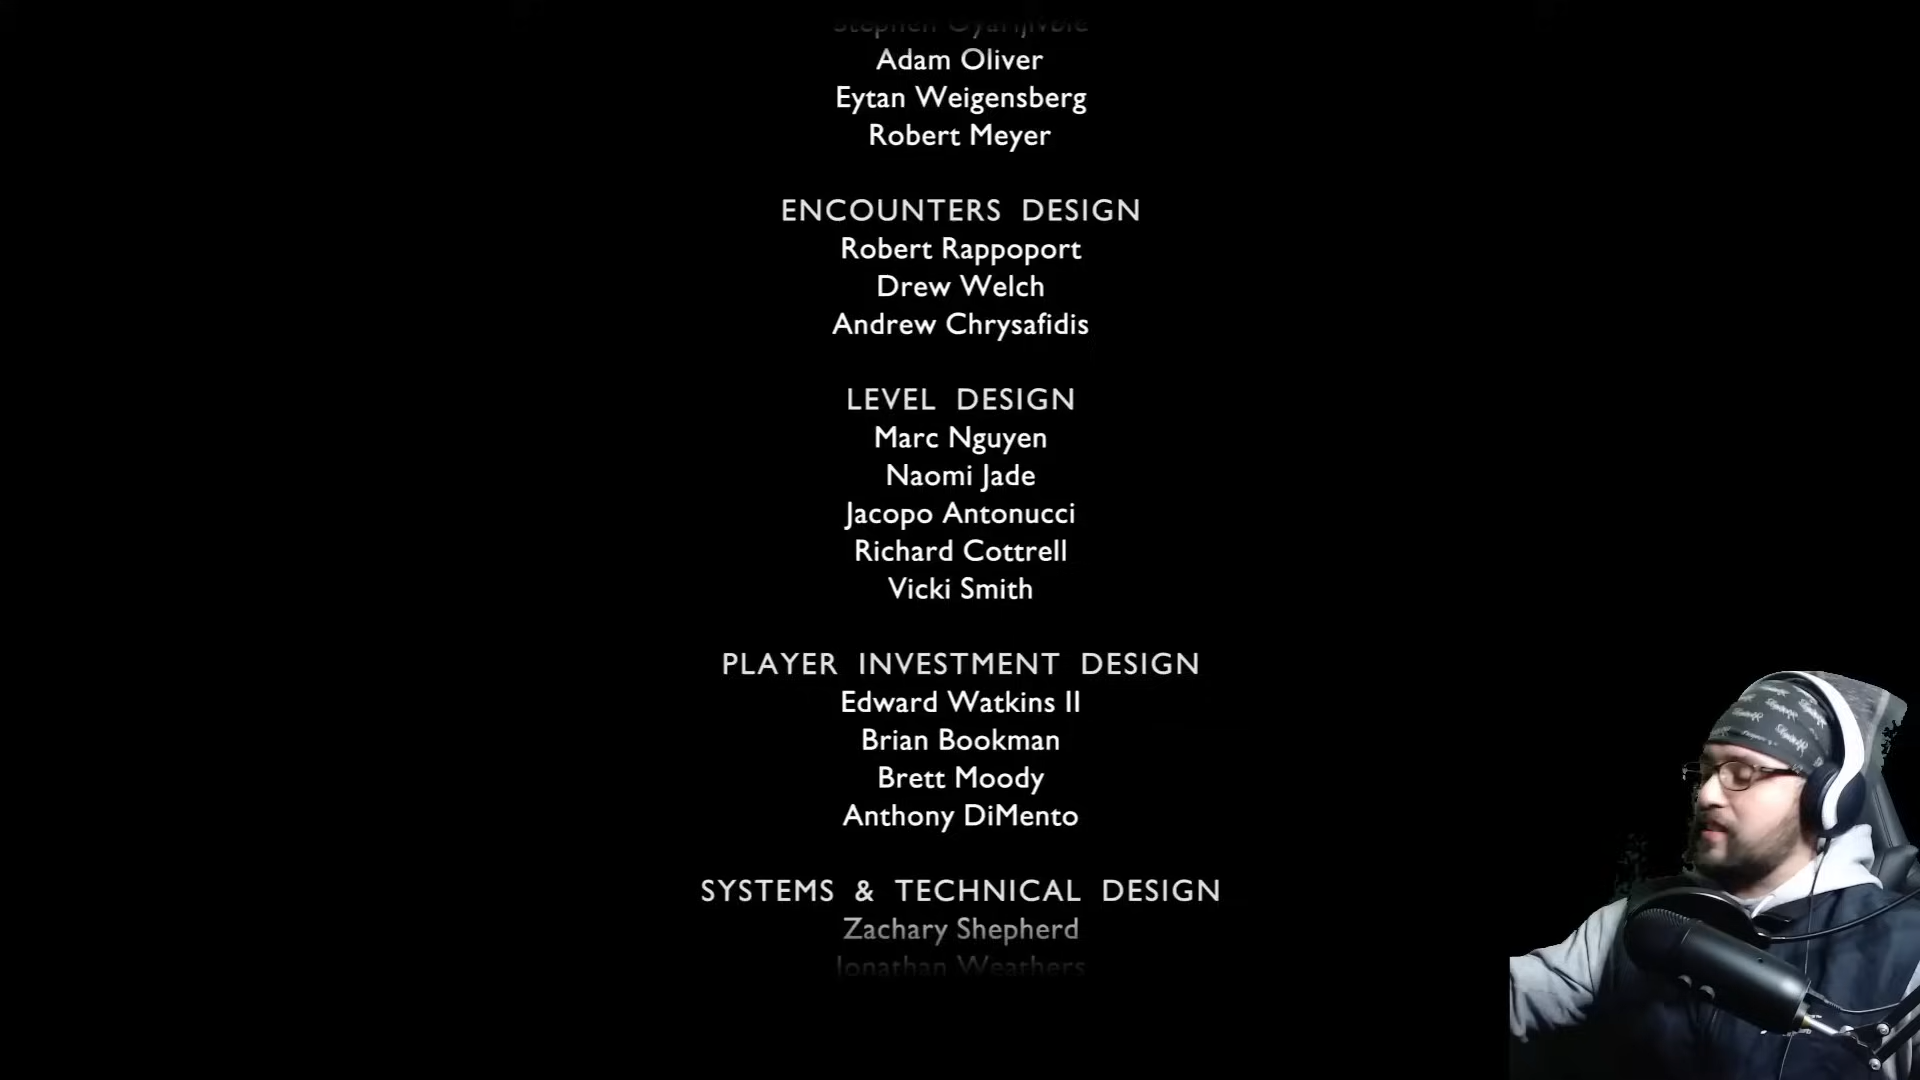 Adam Oliver
Eytan Weigensberg
Robert Meyer
ENCOUNTERS DESIGN
Robert Rappoport
Drew Welch
Andrew Chrysafidis
LEVEL DESIGN
Marc Nguyen
Naomi Jade
Jacopo Antonucci
Richard Cottrell
Vicki Smith
PLAYER INVESTMENT DESIGN
Edward Watkins II
Brian Bookman
Brett Moody
Anthony DiMento
SYSTEMS & TECHNICAL DESIGN
Zachary Shepherd
Jonathan Weathers